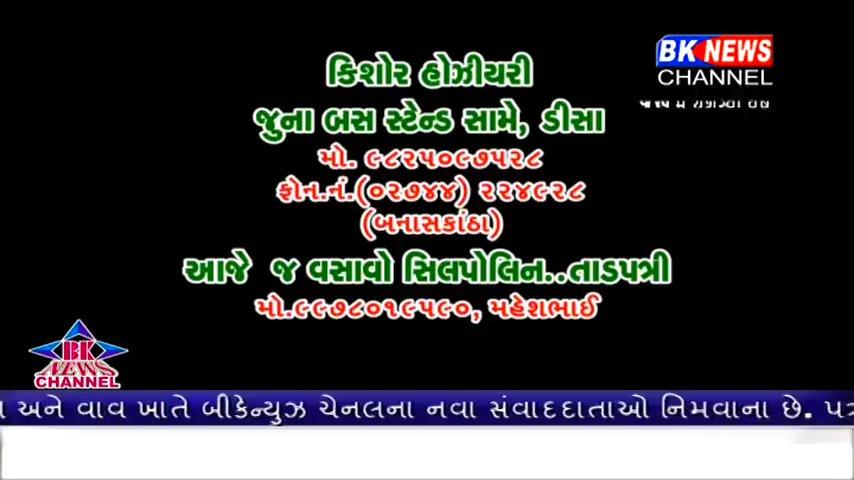 BK NEWS
CHANNEL
કિશોર હોઝીયરી
જુના બસ સ્ટેન્ડ સામે, ડીસા
મો. ૯૮૨૫૦૯૭૫૨૮
ફોન.નં.(૦૨૭૪૪) ૨૨૪૯૨૮
(બનાસકાંઠા)
આજે જ વસાવો સિલપોલિન..તાડપત્રી
મો.૯૯૭૮૦૧૯૫૯૦, મહેશભાઈ
BK
NEWS
CHANNEL
અને વાવ ખાતે બીકેન્યુઝ ચેનલના નવા સંવાદદાતાઓ નિમવાના છે.